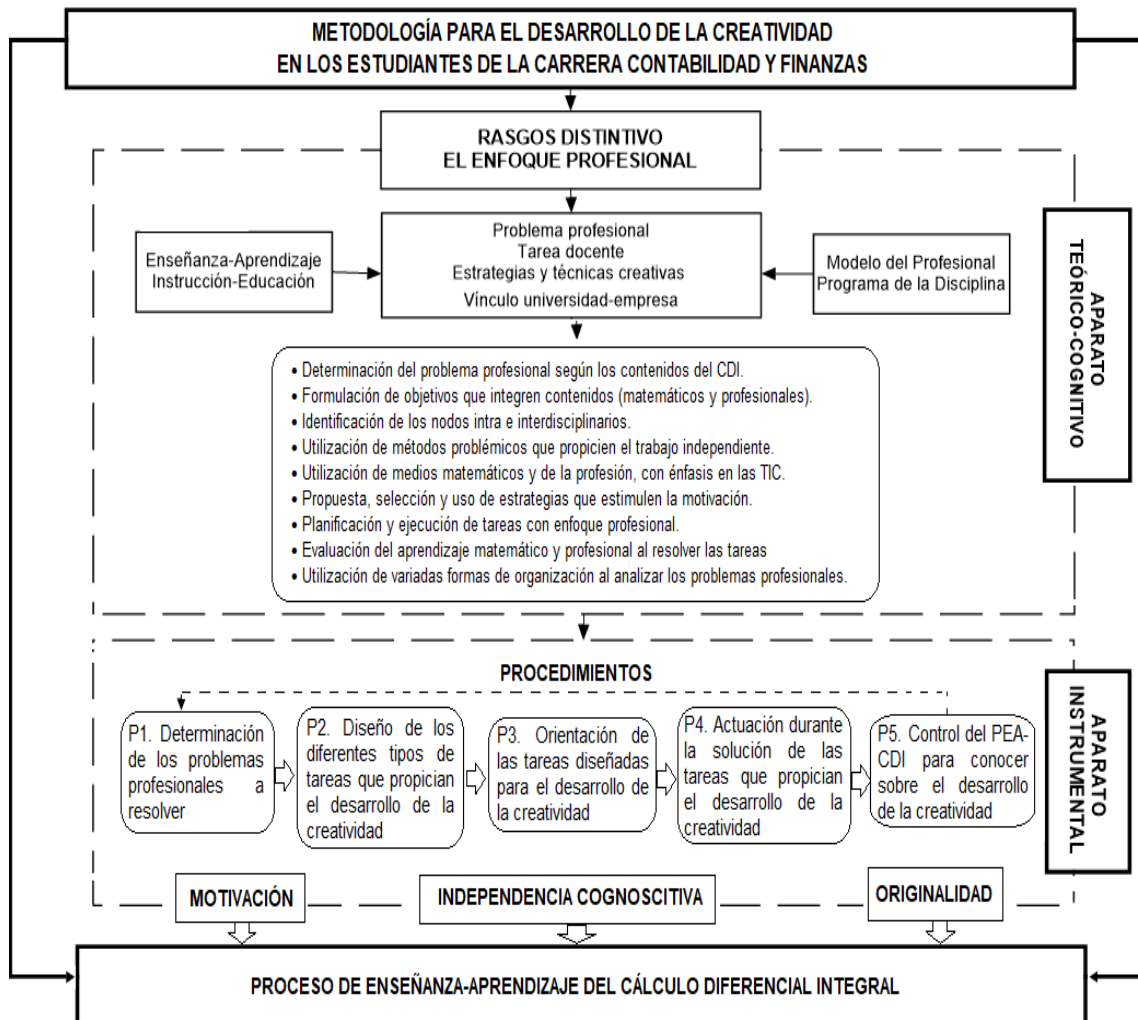 METODOLOGÍA PARA EL DESARROLLO DE LA CREATIVIDAD
EN LOS ESTUDIANTES DE LA CARRERA CONTABILIDAD Y FINANZAS
RASGOS DISTINTIVO
EL ENFOQUE PROFESIONAL
Enseñanza-Aprendizaje
Instrucción-Educación
Problema profesional
Tarea docente
Estrategias y técnicas creativas
Vínculo universidad-empresa
Modelo del Profesional
Programa de la Disciplina
APARATO
TEÓRICO-COGNITIVO
• Determinación del problema profesional según los contenidos del CDI.
• Formulación de objetivos que integren contenidos (matemáticos y profesionales).
• Identificación de los nodos intra e interdisciplinarios.
• Utilización de métodos problémicos que propicien el trabajo independiente.
• Utilización de medios matemáticos y de la profesión, con énfasis en las TIC.
• Propuesta, selección y uso de estrategias que estimulen la motivación.
• Planificación y ejecución de tareas con enfoque profesional.
• Evaluación del aprendizaje matemático y profesional al resolver las tareas
• Utilización de variadas formas de organización al analizar los problemas profesionales.
PROCEDIMIENTOS
P1. Determinación
de los problemas
profesionales a
resolver
P2. Diseño de los
diferentes tipos de
tareas que propician
el desarrollo de la
creatividad
P3. Orientación de
las tareas diseñadas
para el desarrollo de
la creatividad
P4. Actuación durante
la solución de las
tareas que propician
el desarrollo de la
creatividad
P5. Control del PEA-
CDI para conocer
sobre el desarrollo
de la creatividad
APARATO
INSTRUMENTAL
MOTIVACIÓN
INDEPENDENCIA COGNOSCITIVA
ORIGINALIDAD
PROCESO DE ENSEÑANZA-APRENDIZAJE DEL CÁLCULO DIFERENCIAL INTEGRAL